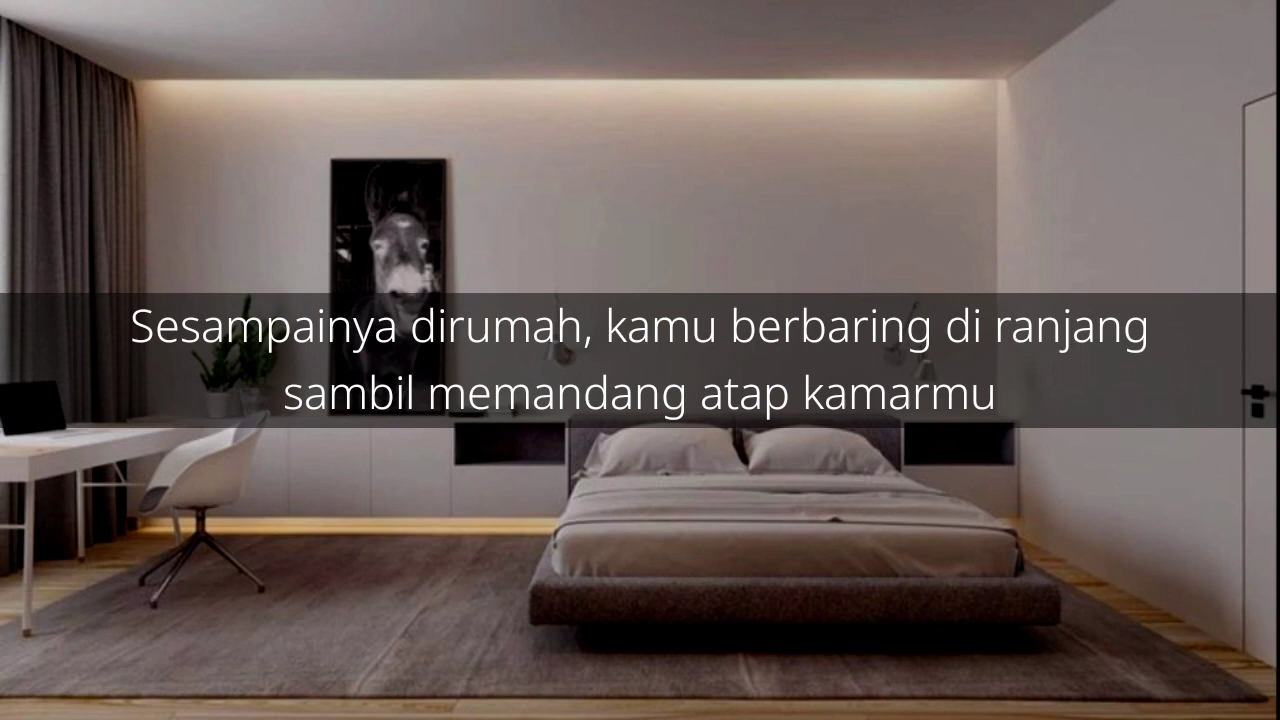 Sesampainya dirumah, kamu berbaring di ranjang
sambil memandang atap kamarmu